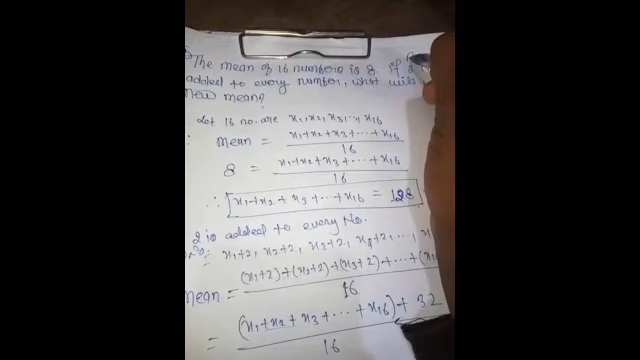 The mean of 16 numbers is 8. if 2
added to every number, what will
new mean?
Let 16 no. are x₁, x₂, x₃, ..., x₁₆
mean = (x₁+x₂+x₃+...+x₁₆)/16
8 = (x₁+x₂+x₃+...+x₁₆)/16
∴ x₁+x₂+x₃+...+x₁₆ = 128
2 is added to every No.
x₁+2, x₂+2, x₃+2, x₄+2, ...,
Mean = ((x₁+2)+(x₂+2)+(x₃+2)+...+(x₁/16
= ((x₁+x₂+x₃+...+x₁₆)+32/16